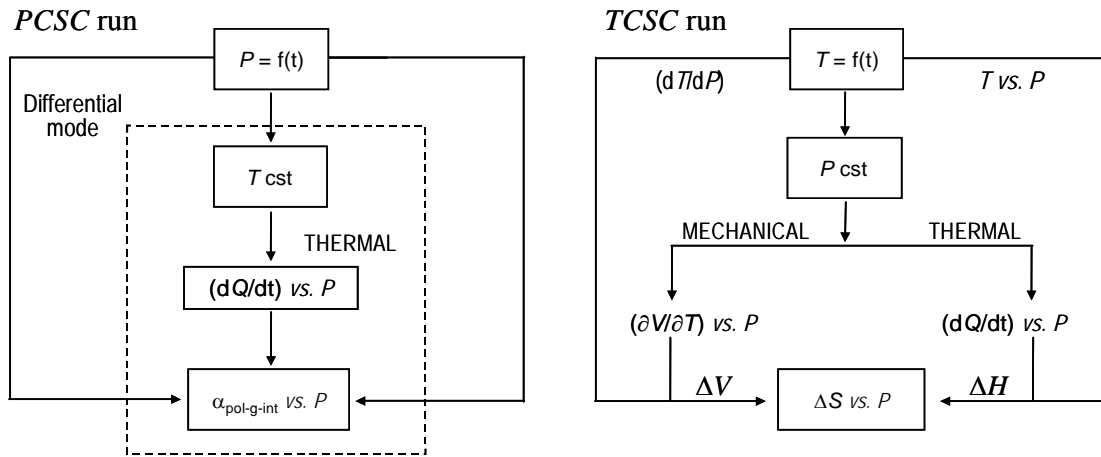 PCSC run
P = f(t)
Differential
mode
T cst
THERMAL
(dQ/dt) vs. P
αpol-g-int vs. P
TCSC run
T = f(t)
(dT/dP)
T vs. P
P cst
MECHANICAL
THERMAL
(∂V/∂T) vs. P
(dQ/dt) vs. P
ΔV
ΔS vs. P
ΔH